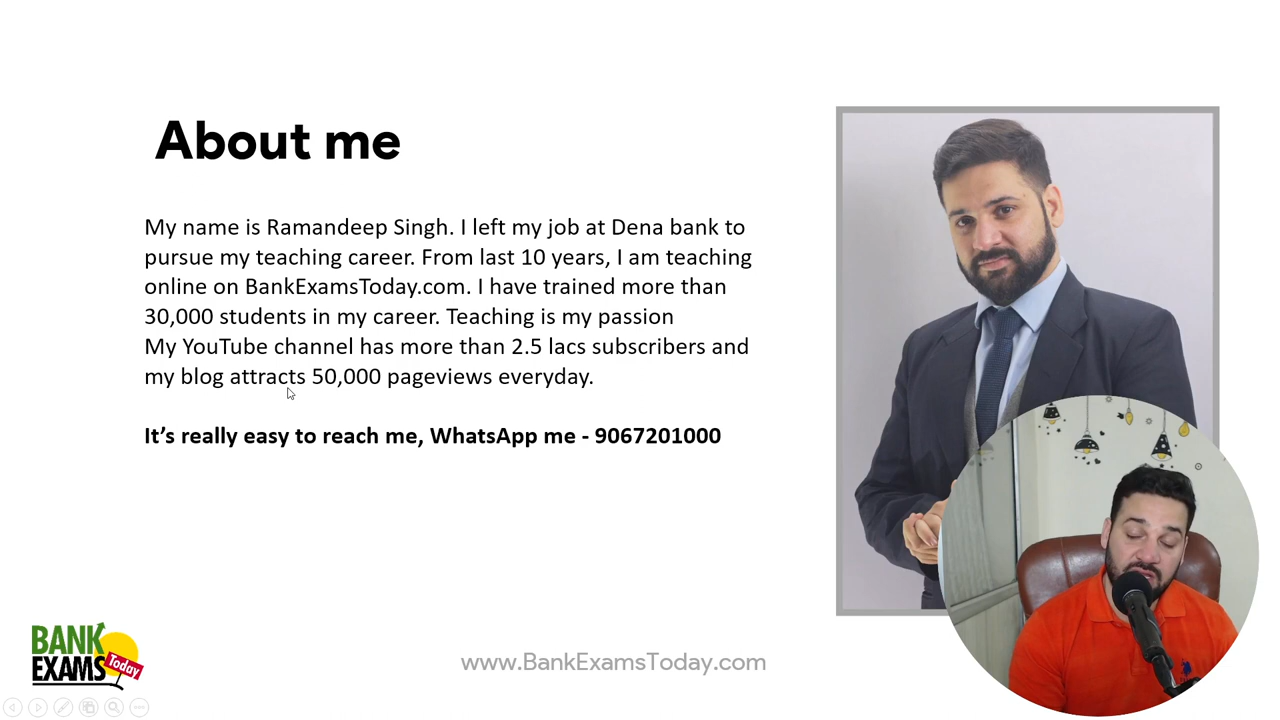 About me
My name is Ramandeep Singh. I left my job at Dena bank to
pursue my teaching career. From last 10 years, I am teaching
online on BankExamsToday.com. I have trained more than
30,000 students in my career. Teaching is my passion
My YouTube channel has more than 2.5 lacs subscribers and
my blog attracts 50,000 pageviews everyday.
It’s really easy to reach me, WhatsApp me - 9067201000
BANK
EXAMS
Today
www.BankExamsToday.com